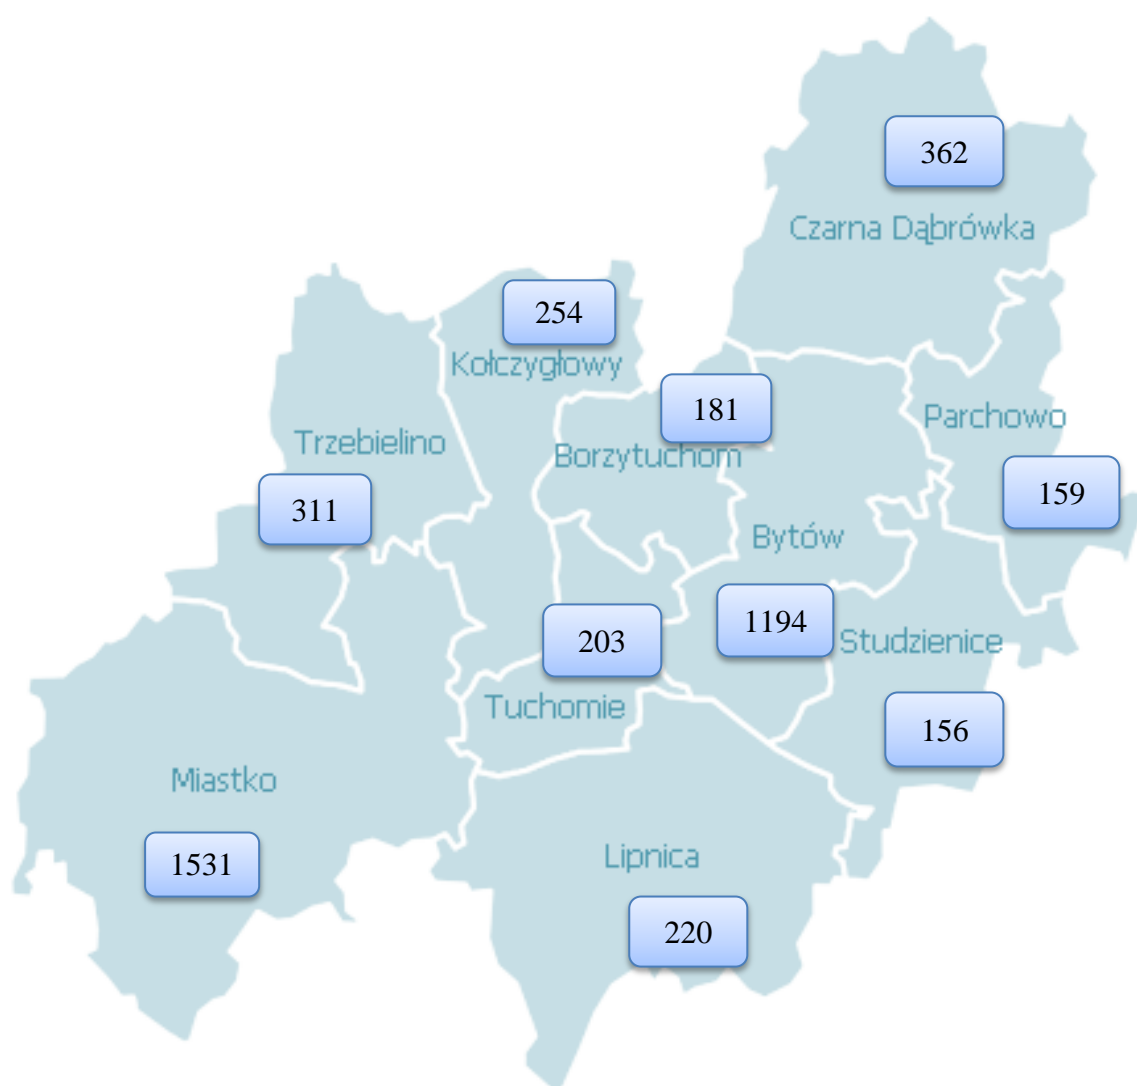 362
Czarna Dąbrówka
254
Kołczygłowy
181
Borzytuchom
Parchowo
159
Trzebielino
311
Bytów
1194
203
Tuchomie
Studzienice
156
Miastko
1531
Lipnica
220